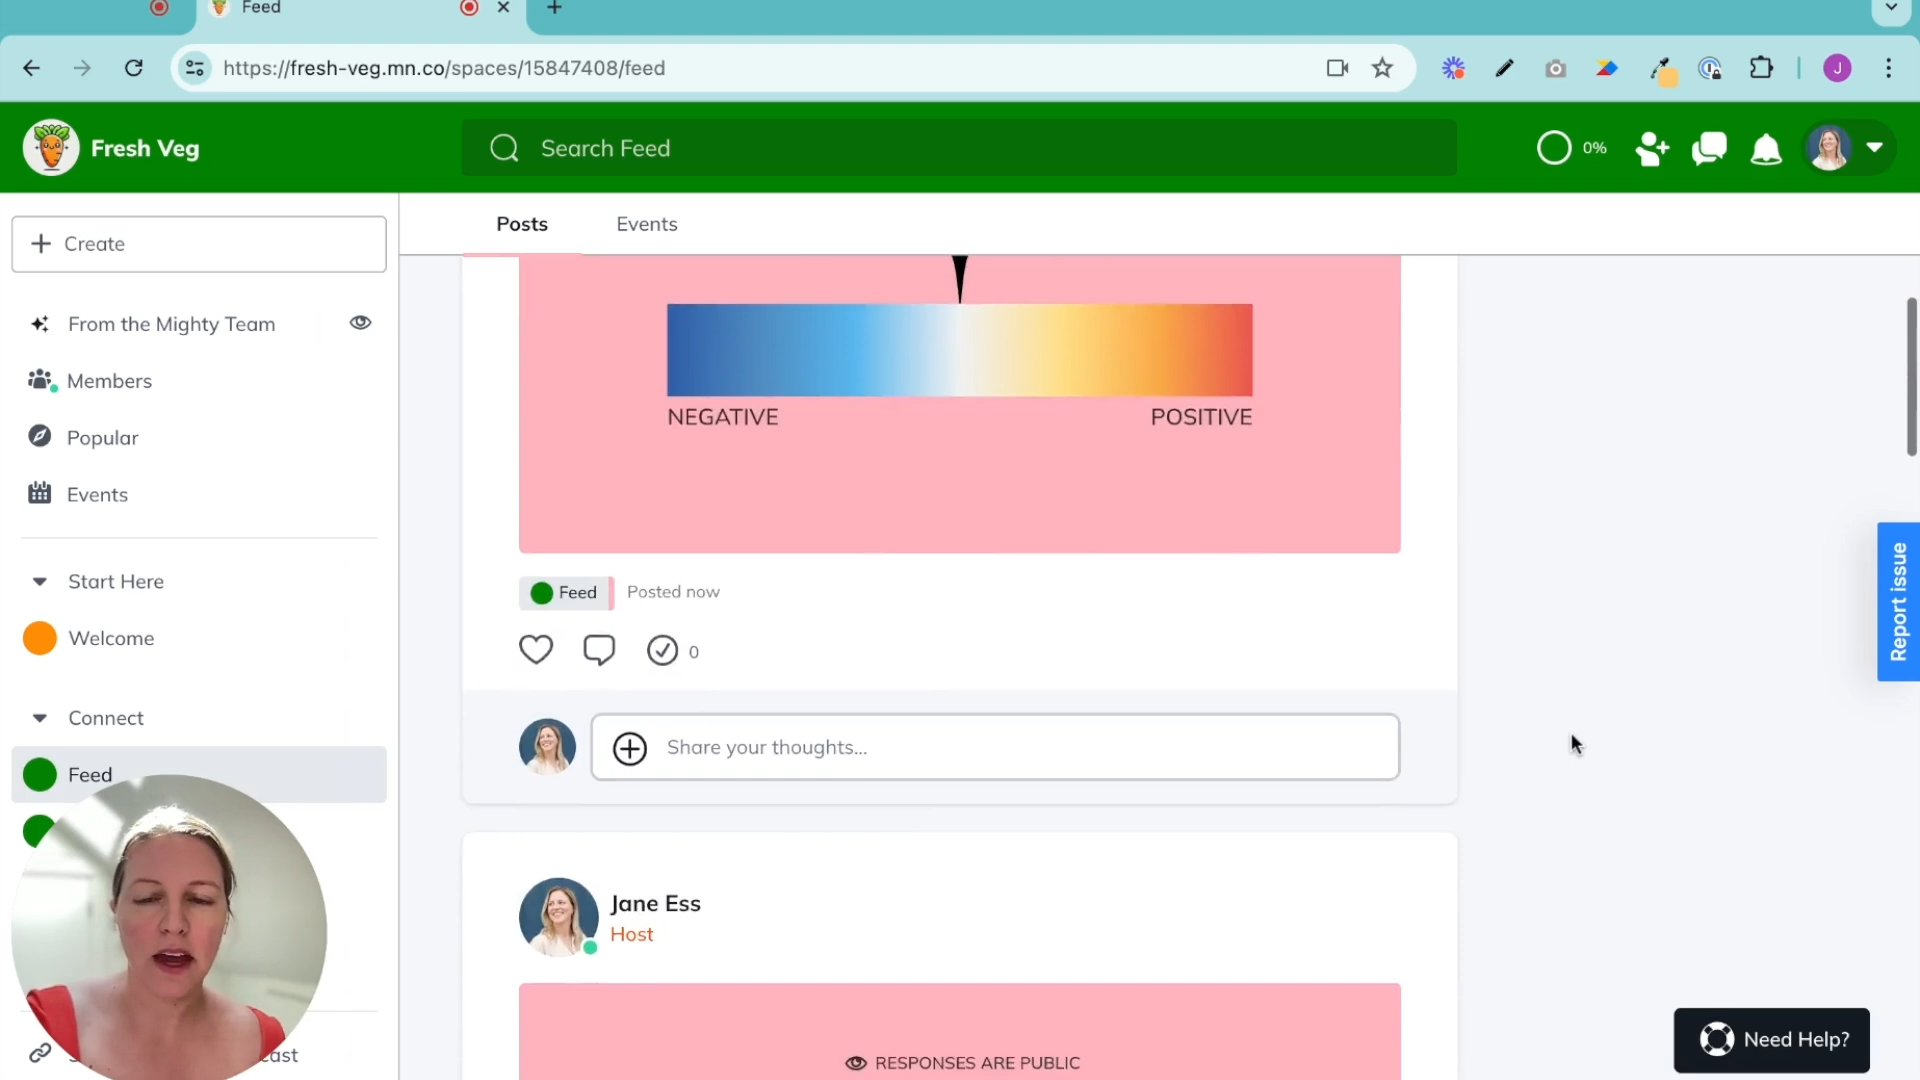 Feed
https://fresh-veg.mn.co/spaces/15847408/feed
J
Fresh Veg
Search Feed
0%
Create
Posts
Events
From the Mighty Team
Members
Popular
Events
Start Here
Welcome
Connect
Feed
NEGATIVE
POSITIVE
Feed
Posted now
0
Share your thoughts...
Jane Ess
Host
RESPONSES ARE PUBLIC
Report issue
Need Help?